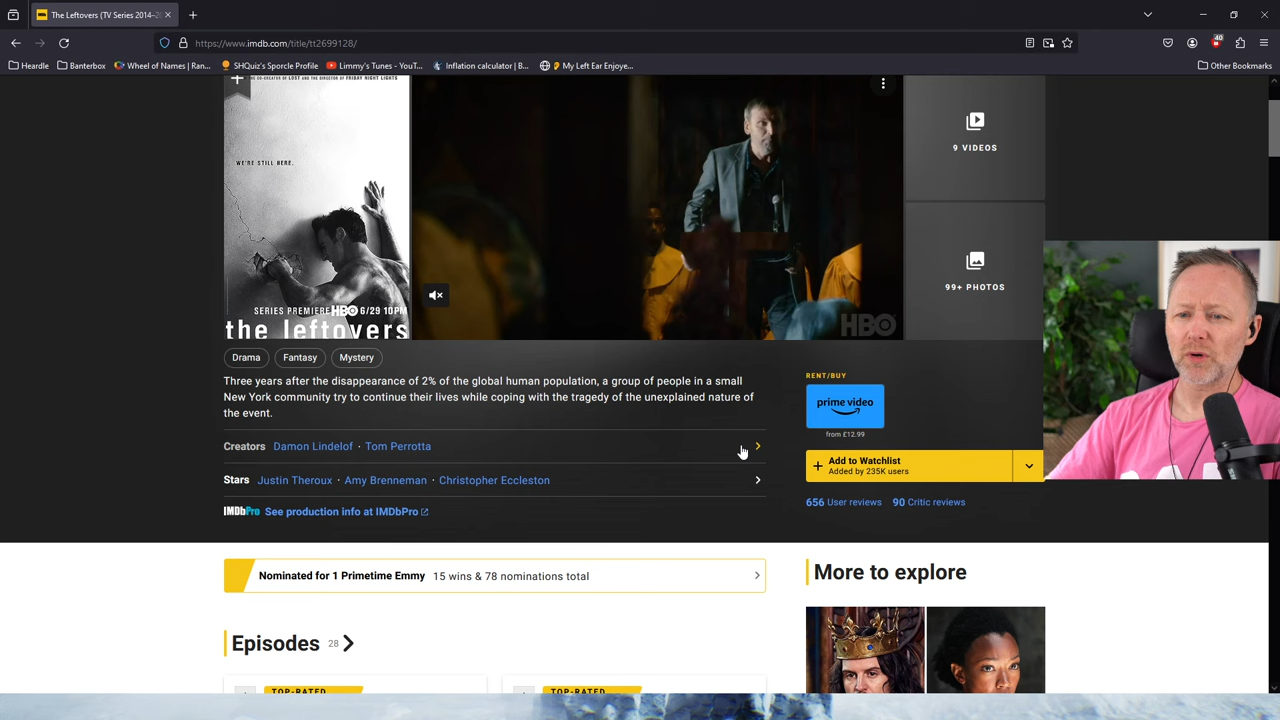 The Leftovers (TV Series 2014–2
https://www.imdb.com/title/tt2699128/
40
Heardle
Banterbox
Wheel of Names | Ran...
SHQuiz's Sporcle Profile
Limmy's Tunes - YouT...
Inflation calculator | B...
My Left Ear Enjoye...
Other Bookmarks
WE'RE STILL HERE.
SERIES PREMIERE HBO 6/29 10PM
the leftovers
HBO
9 VIDEOS
99+ PHOTOS
Drama
Fantasy
Mystery
Three years after the disappearance of 2% of the global human population, a group of people in a small
New York community try to continue their lives while coping with the tragedy of the unexplained nature of
the event.
Creators Damon Lindelof · Tom Perrotta
Stars Justin Theroux · Amy Brenneman · Christopher Eccleston
IMDbPro See production info at IMDbPro
RENT/BUY
prime video
from £12.99
Add to Watchlist
Added by 235K users
656 User reviews 90 Critic reviews
Nominated for 1 Primetime Emmy 15 wins & 78 nominations total
More to explore
Episodes 28
TOP-RATED
TOP-RATED